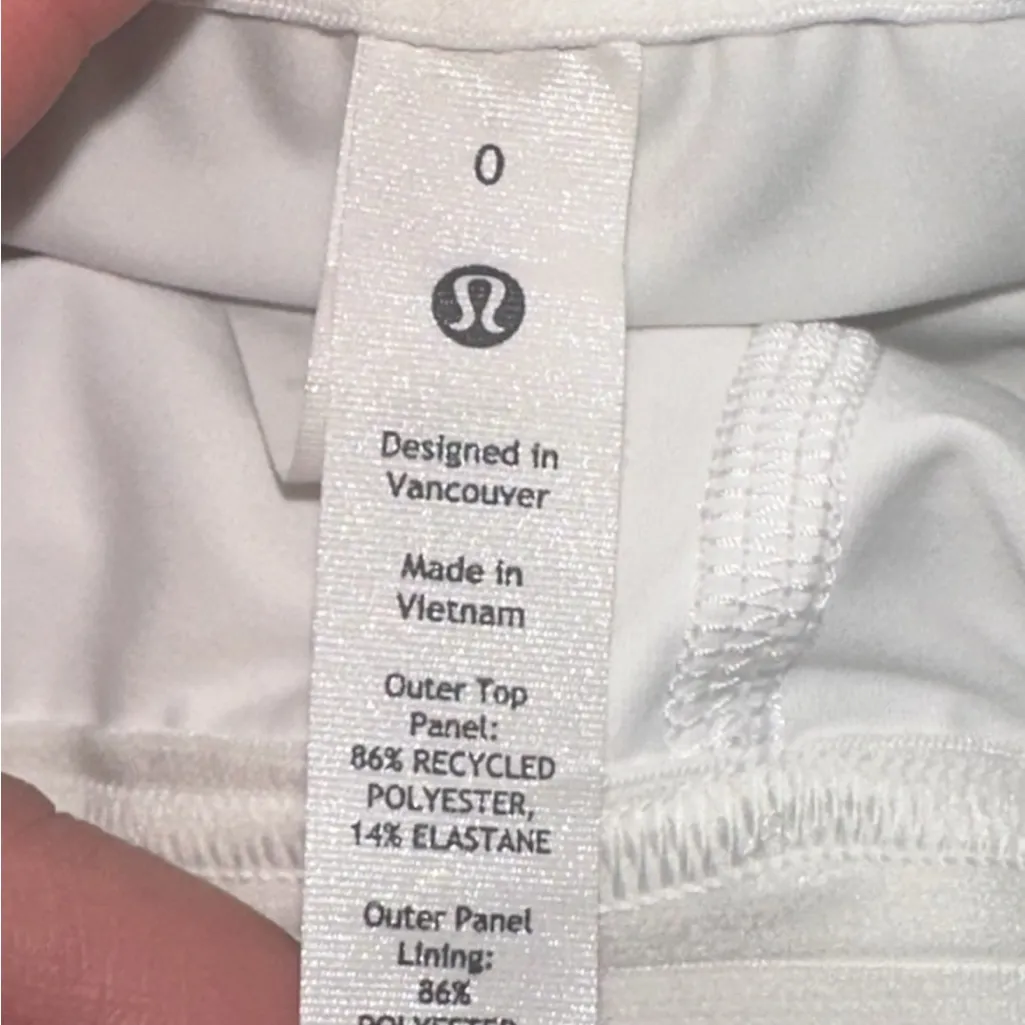 0
Designed in
Vancouver
Made in
Vietnam
Outer Top
Panel:
86% RECYCLED
POLYESTER,
14% ELASTANE
Outer Panel
Lining:
86%
POLYESTER